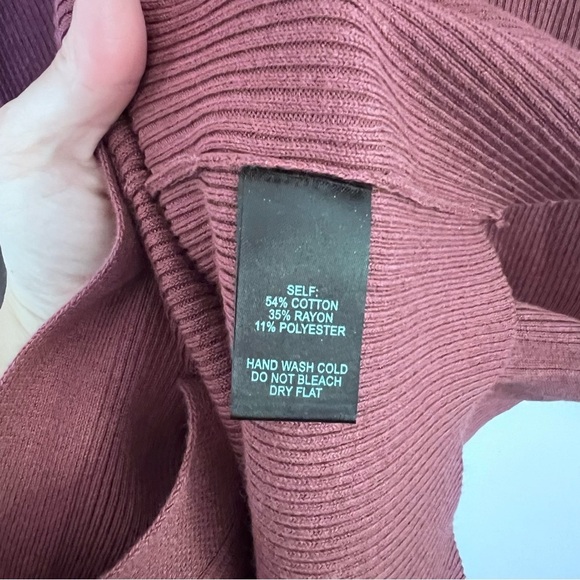 SELF:
54% COTTON
35% RAYON
11% POLYESTER
HAND WASH COLD
DO NOT BLEACH
DRY FLAT